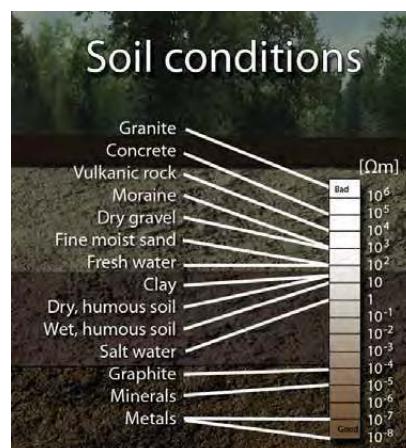 Soil conditions
Granite
Concrete
Vulkanic rock
Moraine
Dry gravel
Fine moist sand
Fresh water
Clay
Dry, humous soil
Wet, humous soil
Salt water
Graphite
Minerals
Metals
[Ωm]
Bad
10⁶
10⁵
10⁴
10³
10²
10
1
10⁻¹
10⁻²
10⁻³
10⁻⁴
10⁻⁵
10⁻⁶
10⁻⁷
Good
10⁻⁸